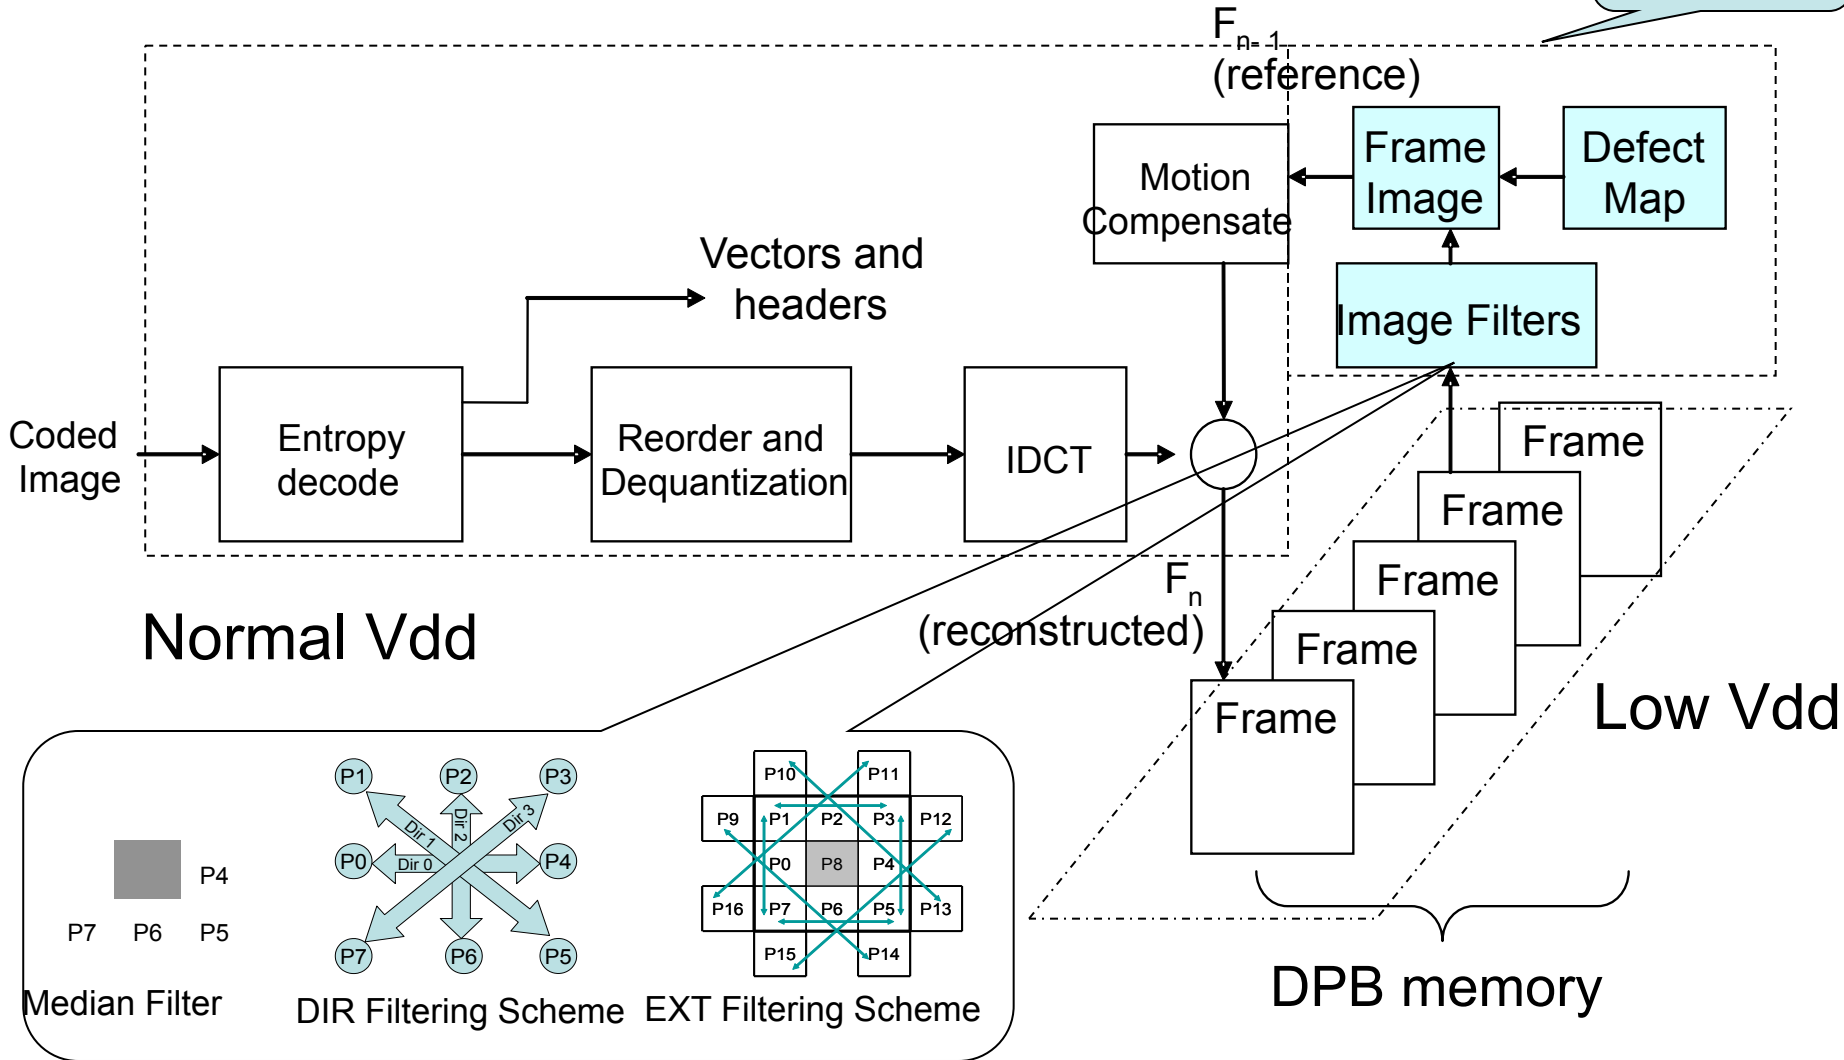 F n-1
(reference)
Frame
Image
Defect
Map
Motion
Compensate
Vectors and
headers
Image Filters
Coded
Image
Entropy
decode
Reorder and
Dequantization
IDCT
Frame
Frame
Frame
Frame
Frame
F n
(reconstructed)
Normal Vdd
Low Vdd
DPB memory
P4
P7 P6 P5
Median Filter
P1 P2 P3
Dir 1 Dir 2 Dir 3
P0 Dir 0 P4
P7 P6 P5
DIR Filtering Scheme
P10 P11
P9 P1 P2 P3 P12
P0 P8 P4
P16 P7 P6 P5 P13
P15 P14
EXT Filtering Scheme